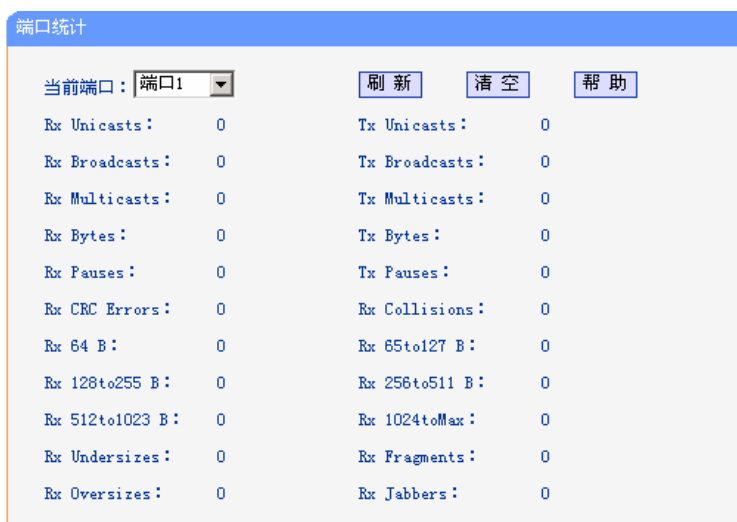 端口统计
当前端口： 端口1 刷 新 清 空 帮 助
Rx Unicasts： 0 Tx Unicasts： 0
Rx Broadcasts： 0 Tx Broadcasts： 0
Rx Multicasts： 0 Tx Multicasts： 0
Rx Bytes： 0 Tx Bytes： 0
Rx Pauses： 0 Tx Pauses： 0
Rx CRC Errors： 0 Rx Collisions： 0
Rx 64 B： 0 Rx 65to127 B： 0
Rx 128to255 B： 0 Rx 256to511 B： 0
Rx 512to1023 B： 0 Rx 1024toMax： 0
Rx Undersizes： 0 Rx Fragments： 0
Rx Oversizes： 0 Rx Jabbers： 0